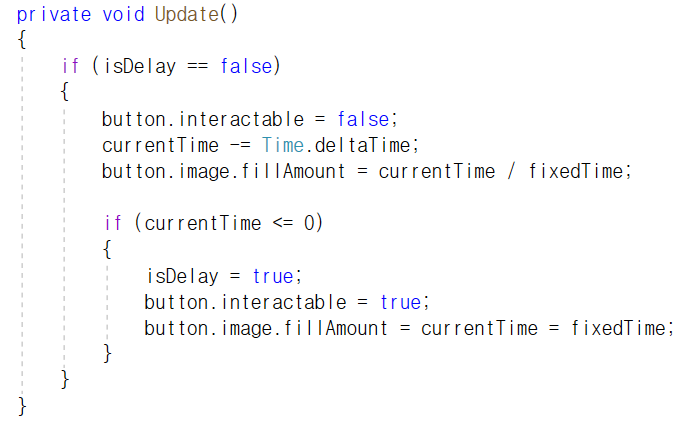 private void Update()
{
if (isDelay == false)
{
button.interactable = false;
currentTime -= Time.deltaTime;
button.image.fillAmount = currentTime / fixedTime;
if (currentTime <= 0)
{
isDelay = true;
button.interactable = true;
button.image.fillAmount = currentTime = fixedTime;
}
}
}